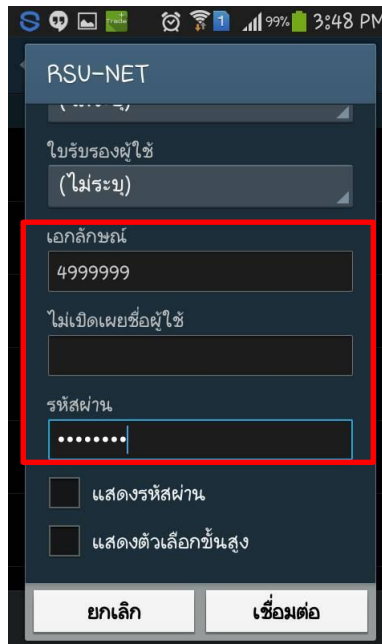 Trade 1 99% 3:48 PM
RSU-NET
ใบรับรองผู้ใช้
(ไม่ระบุ)
เอกลักษณ์
4999999
ไม่เปิดเผยชื่อผู้ใช้
รหัสผ่าน
••••••••
แสดงรหัสผ่าน
แสดงตัวเลือกขั้นสูง
ยกเลิก
เชื่อมต่อ